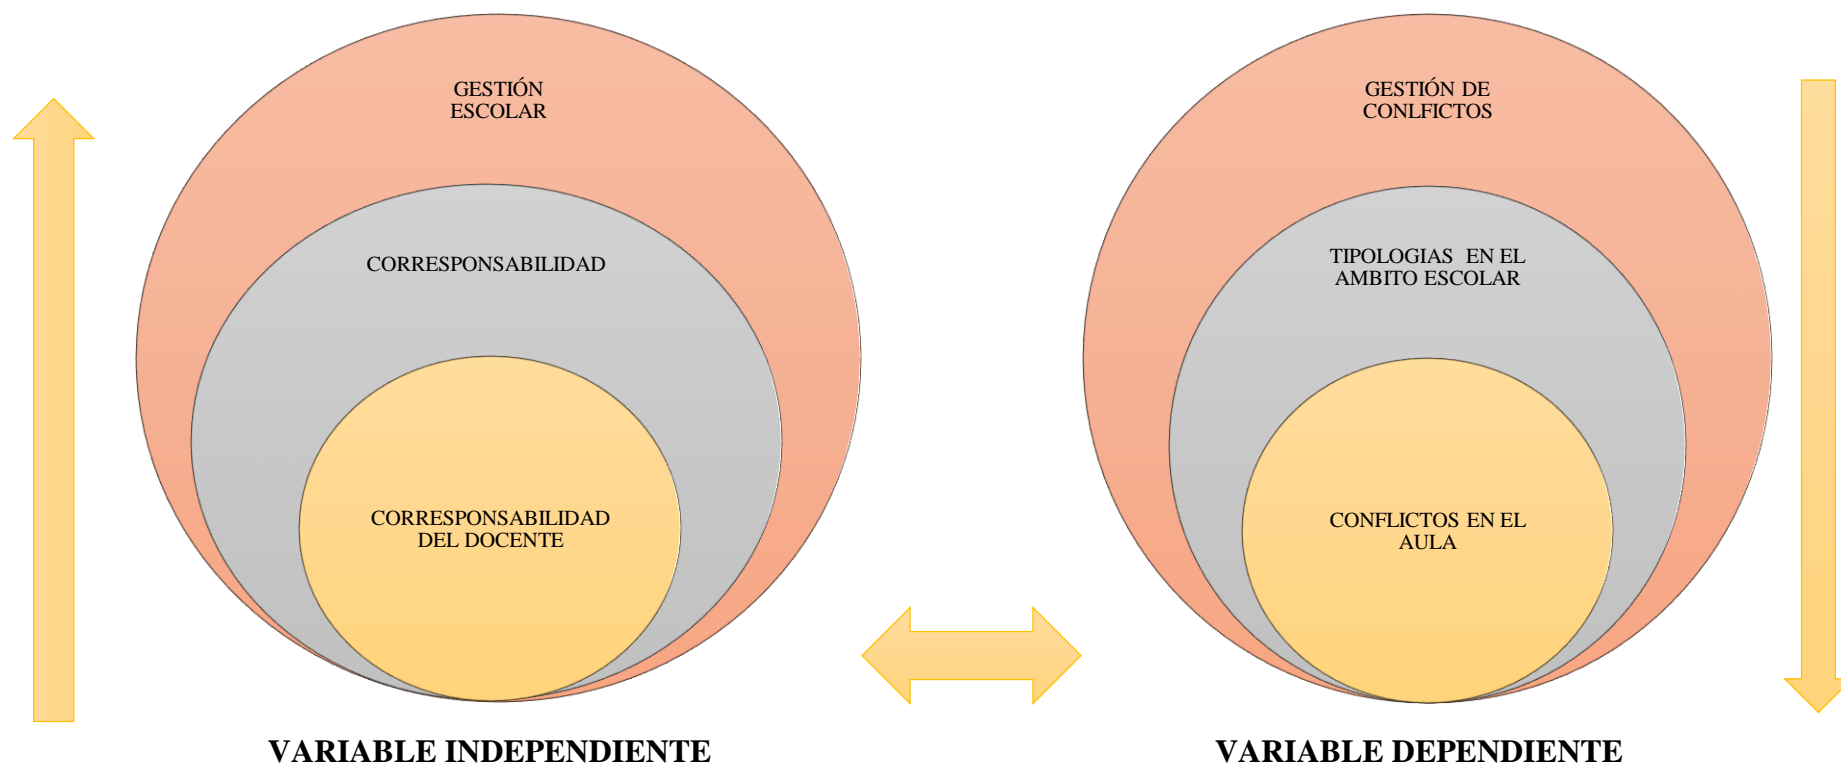 GESTIÓN
ESCOLAR
CORRESPONSABILIDAD
CORRESPONSABILIDAD
DEL DOCENTE
VARIABLE INDEPENDIENTE
GESTIÓN DE
CONLFICTOS
TIPOLOGIAS EN EL
AMBITO ESCOLAR
CONFLICTOS EN EL
AULA
VARIABLE DEPENDIENTE